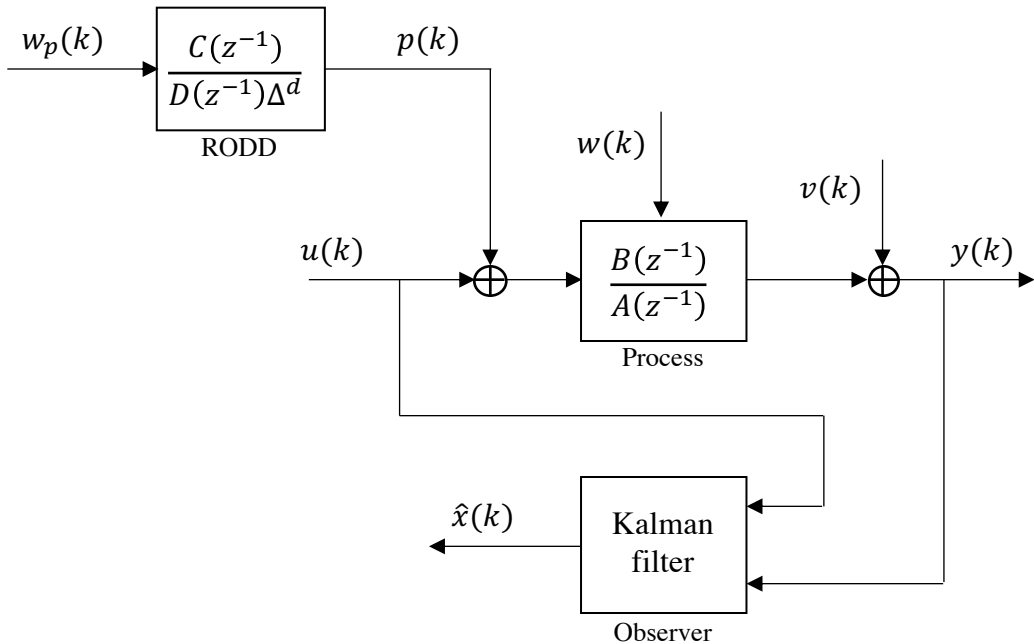 w_p(k)
C(z^{-1})
D(z^{-1})Δ^d
p(k)
RODD
w(k)
v(k)
u(k)
B(z^{-1})
A(z^{-1})
y(k)
Process
x̂(k)
Kalman
filter
Observer